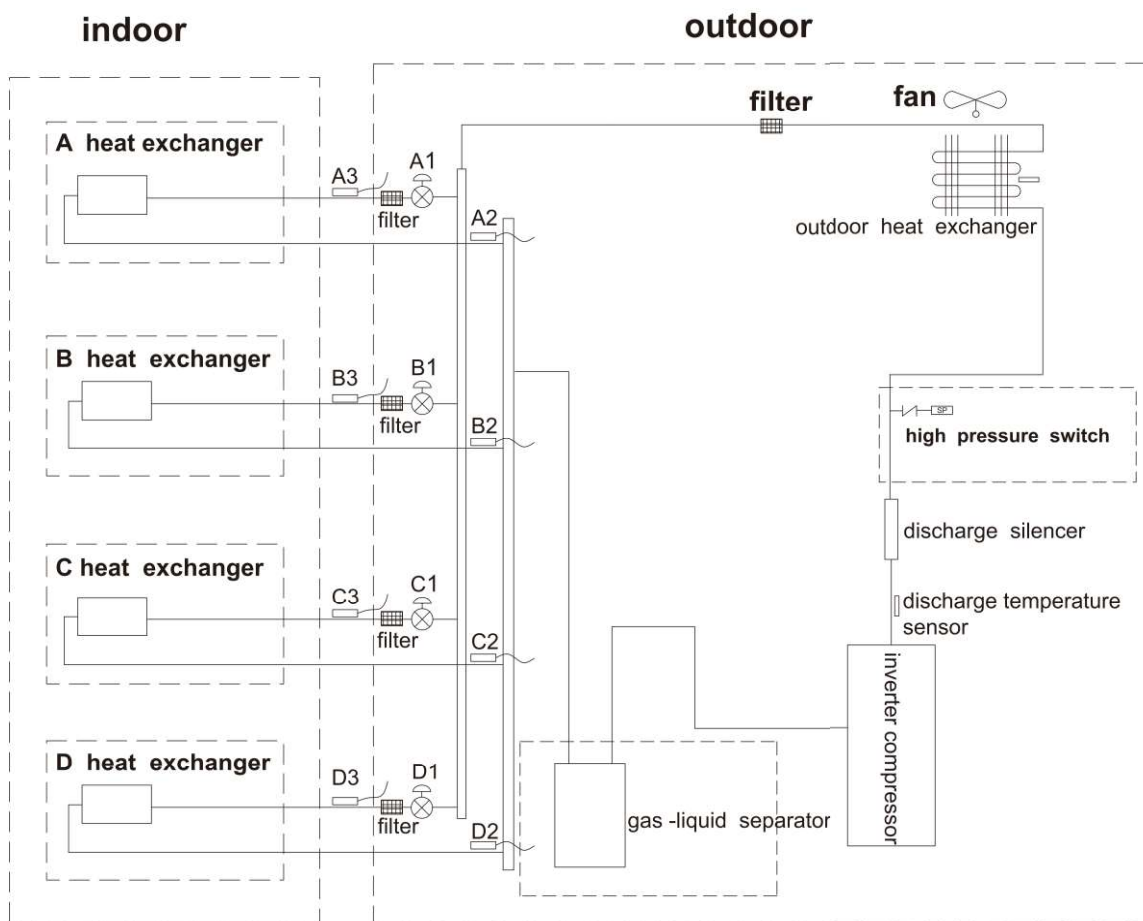 indoor
outdoor
filter
fan
A heat exchanger
A3
A1
filter
A2
outdoor heat exchanger
B heat exchanger
B3
B1
filter
B2
SP
high pressure switch
discharge silencer
C heat exchanger
C3
C1
filter
C2
discharge temperature
sensor
inverter compressor
D heat exchanger
D3
D1
filter
D2
gas -liquid separator